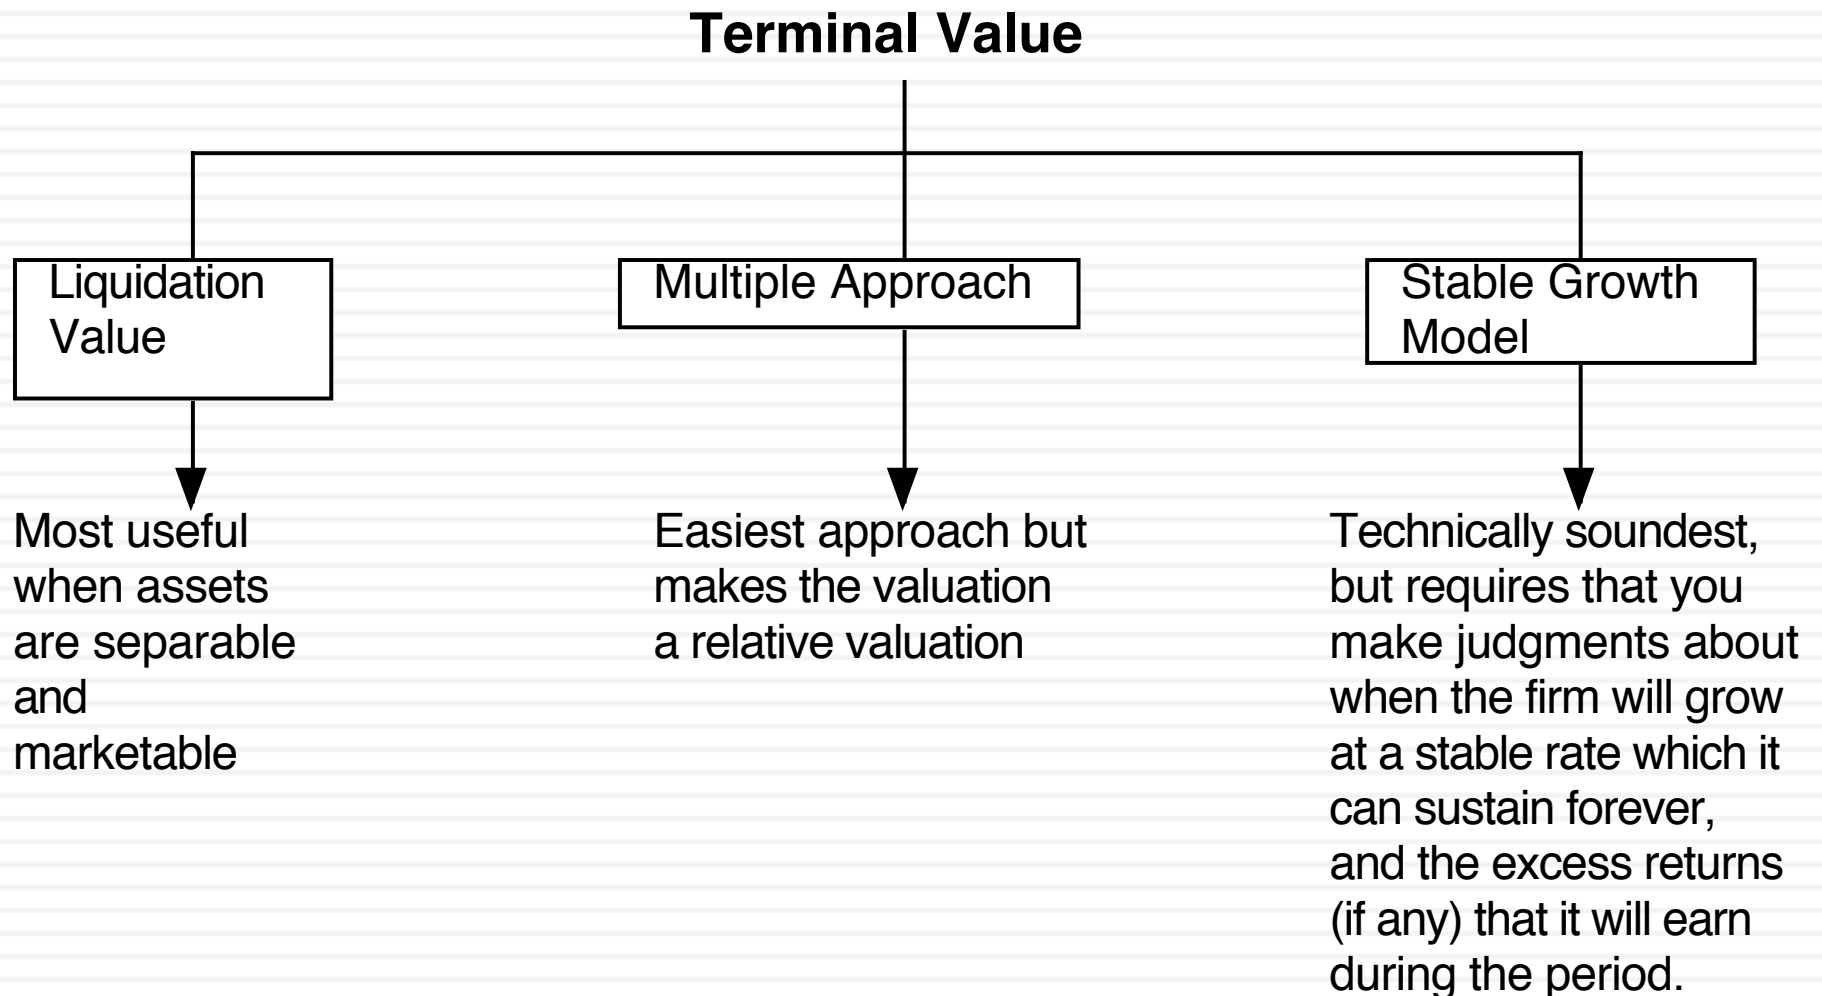 Terminal Value
Liquidation
Value
Multiple Approach
Stable Growth
Model
Most useful
when assets
are separable
and
marketable
Easiest approach but
makes the valuation
a relative valuation
Technically soundest,
but requires that you
make judgments about
when the firm will grow
at a stable rate which it
can sustain forever,
and the excess returns
(if any) that it will earn
during the period.